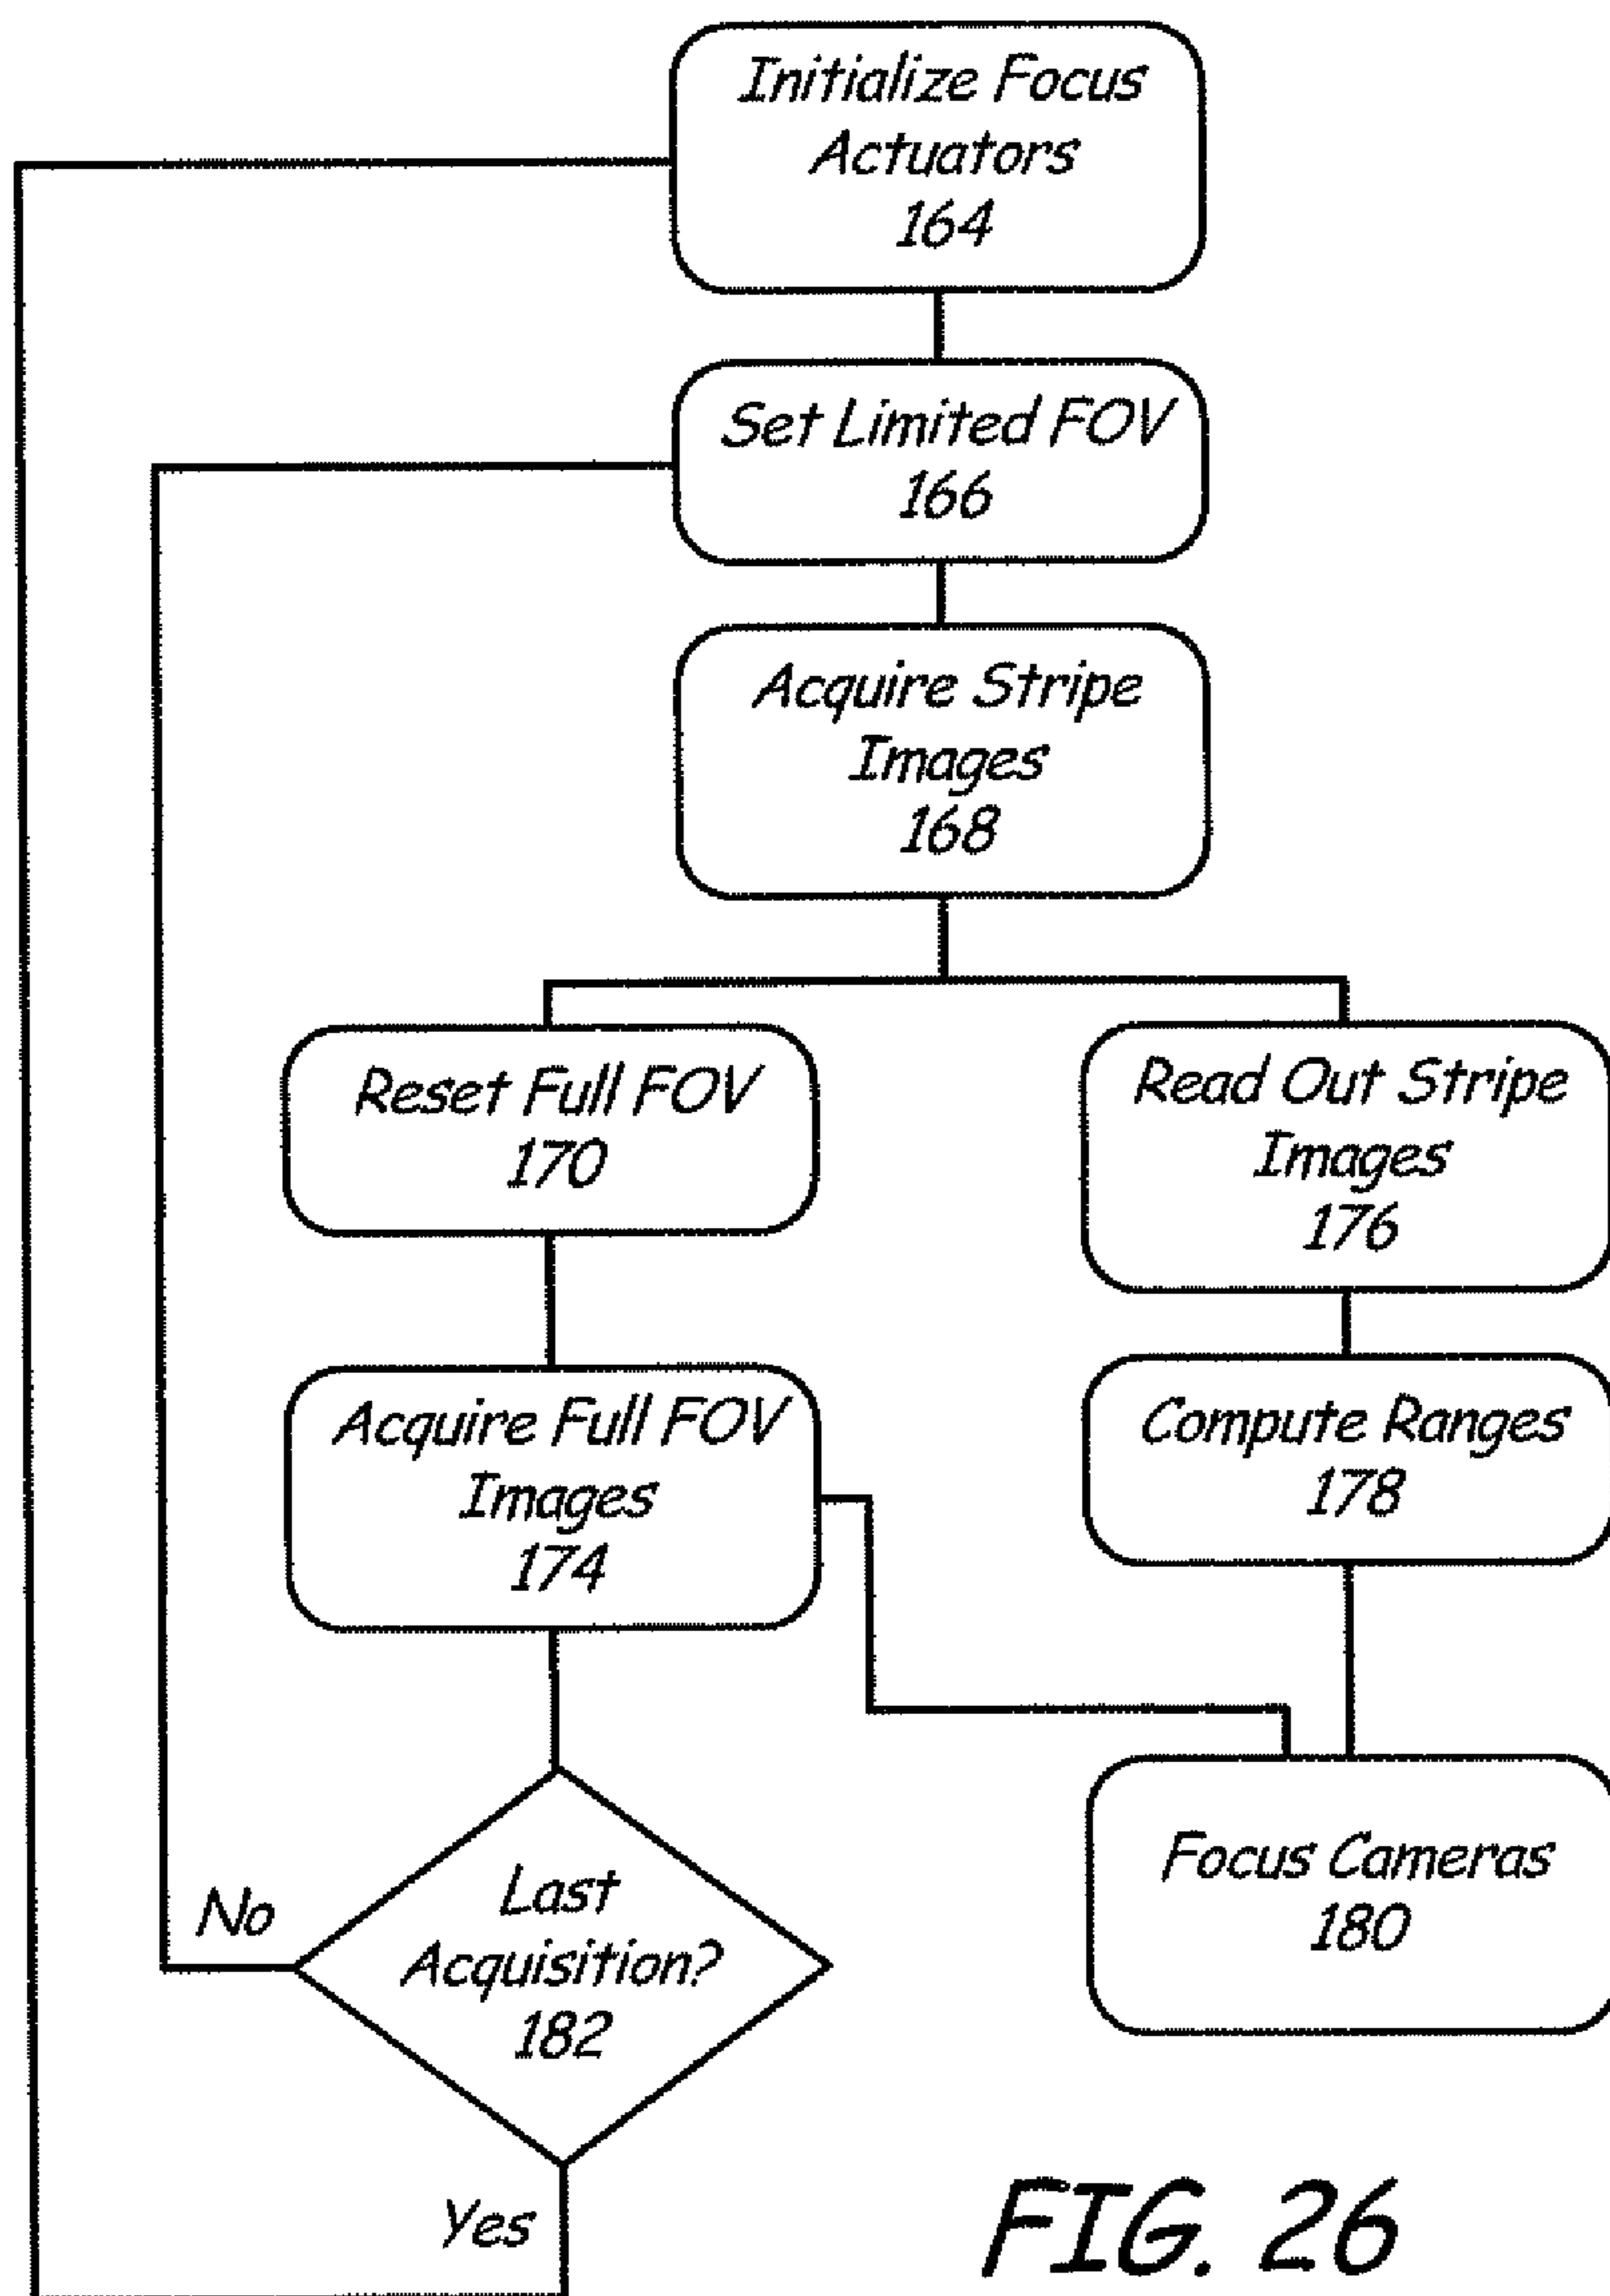 Initialize Focus
Actuators
164
Set Limited FOV
166
Acquire Stripe
Images
168
Reset Full FOV
170
Read Out Stripe
Images
176
Acquire Full FOV
Images
174
Compute Ranges
178
Focus Cameras
180
Last
Acquisition?
182
No
Yes
FIG. 26